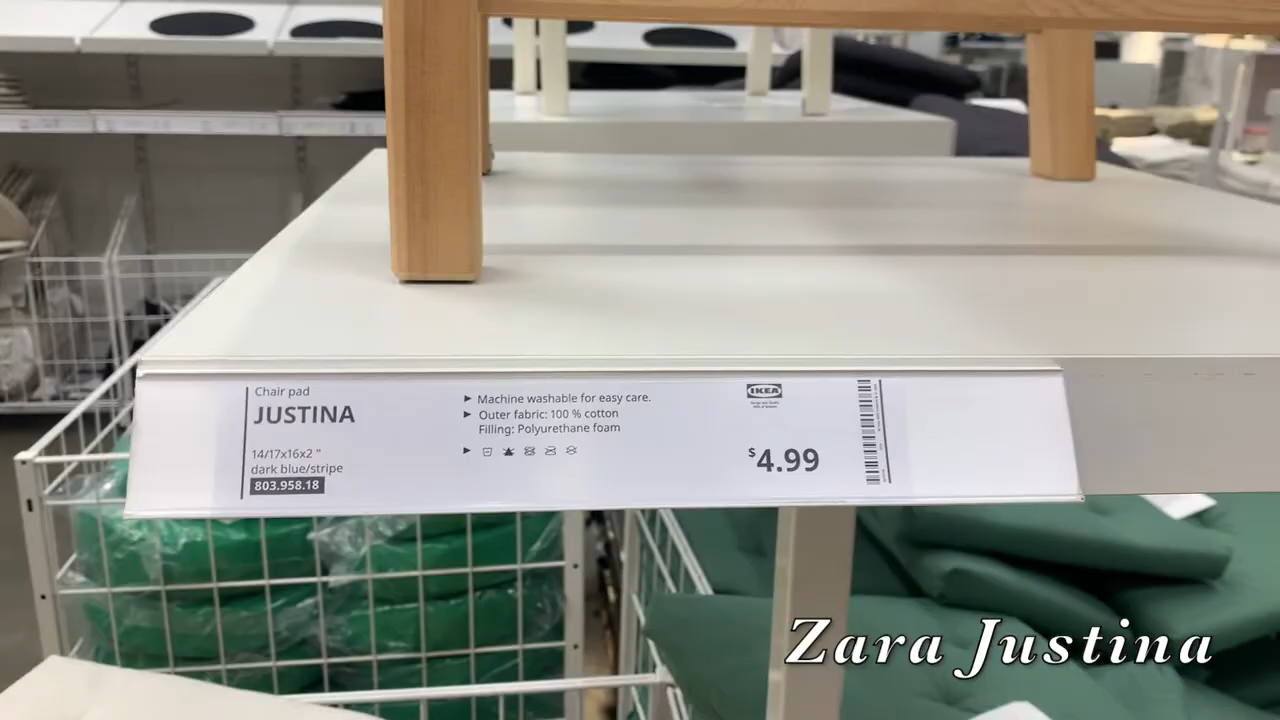 Chair pad
JUSTINA
14/17x16x2 "
dark blue/stripe
803.958.18
Machine washable for easy care.
Outer fabric: 100 % cotton
Filling: Polyurethane foam
IKEA
$4.99
Zara Justina